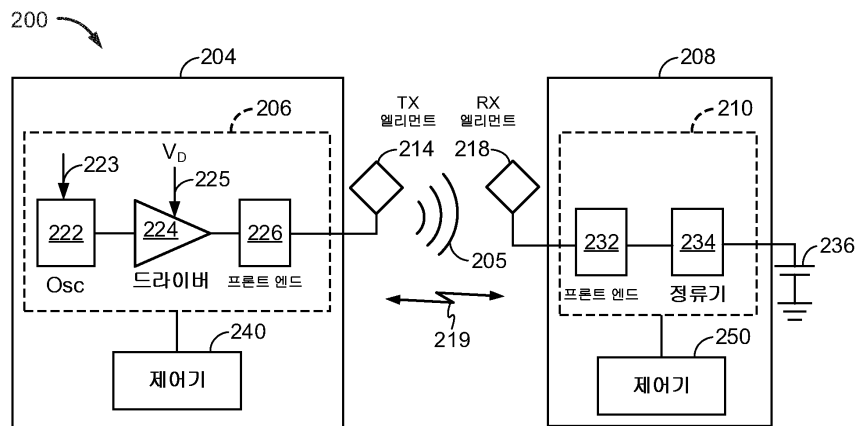 200
204
208
206
210
TX
엘리먼트
RX
엘리먼트
214
218
223
V_D
225
222
224
226
205
232
234
236
Osc
드라이버
프론트 엔드
프론트 엔드
정류기
219
240
제어기
250
제어기